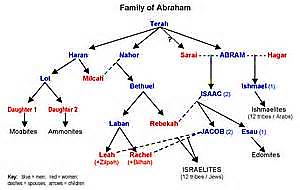 Family of Abraham
Terah
?
Haran Nahor Sarai ABRAM Hagar
Lot Milcah Bethuel ISAAC (2) Ishmael (1)
Daughter 1 Daughter 2 Laban Rebekah Ishmaelites
(12 tribes / Arabs)
Moabites Ammonites JACOB (2) Esau (1)
Leah Rachel Edomites
(+Zilpah) (+Bilhah)
ISRAELITES
(12 tribes / Jews)
Key: Blue = men; red = women;
dashes = spouses; arrows = children